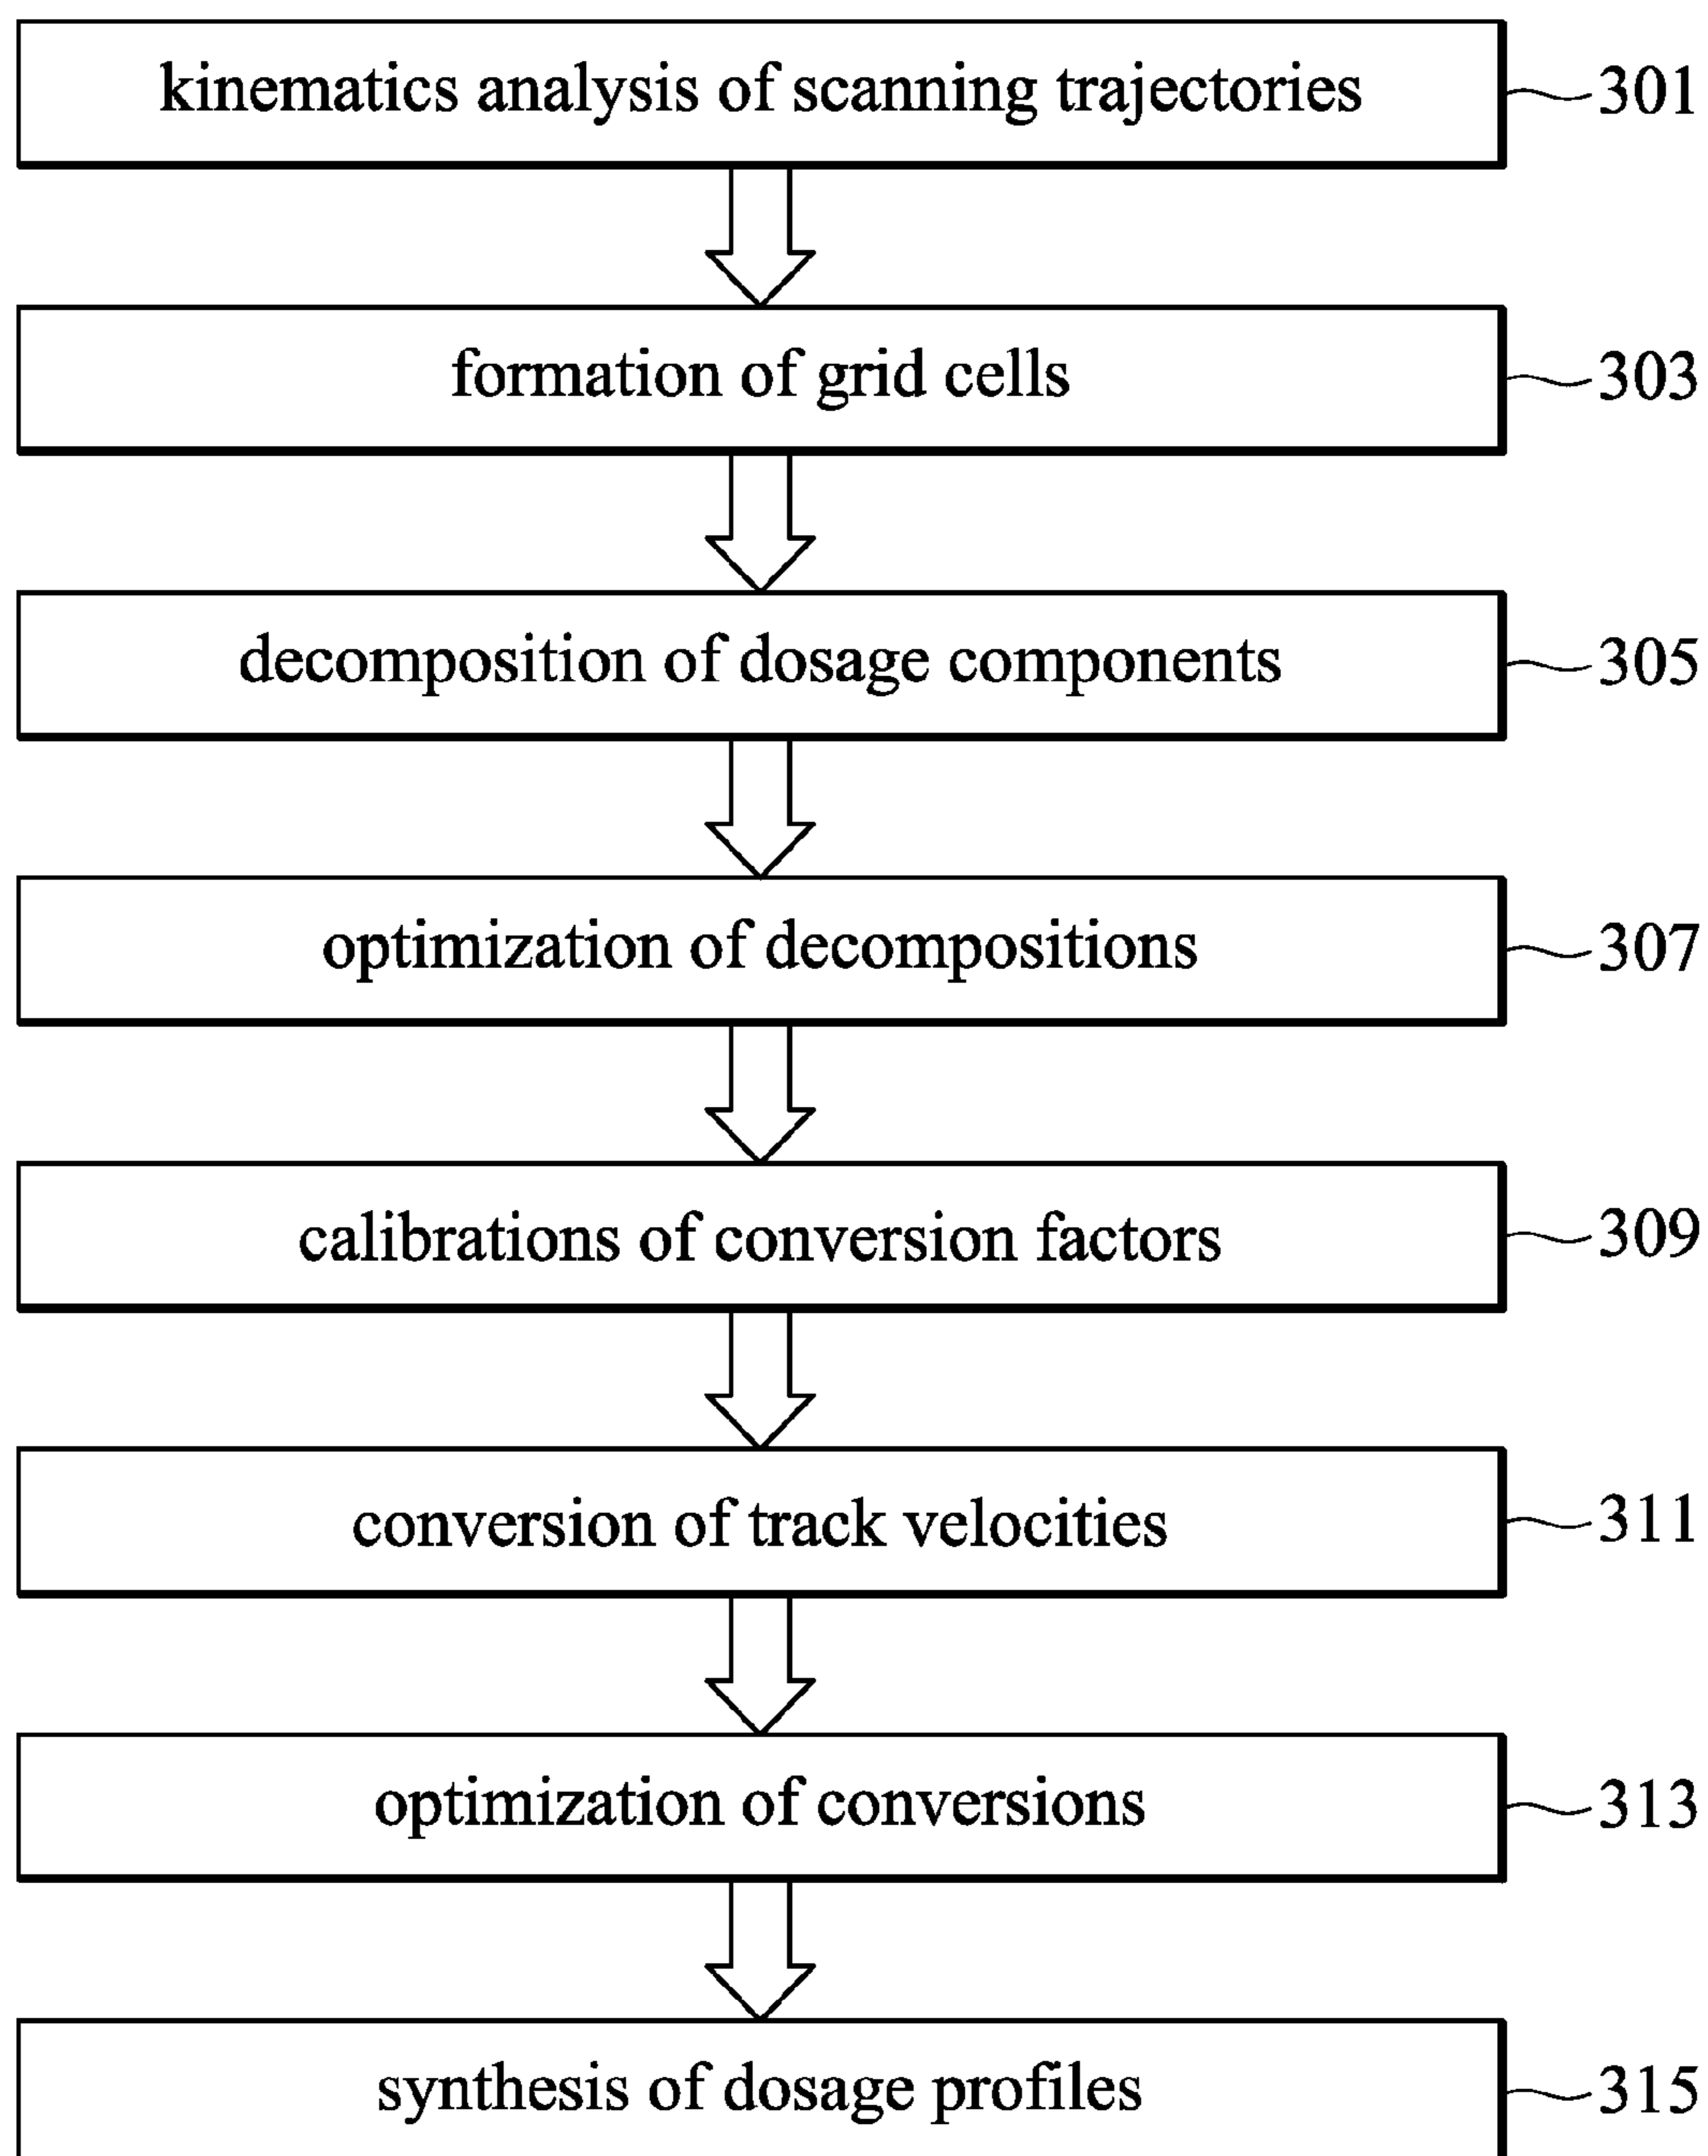 kinematics analysis of scanning trajectories 301
formation of grid cells 303
decomposition of dosage components 305
optimization of decompositions 307
calibrations of conversion factors 309
conversion of track velocities 311
optimization of conversions 313
synthesis of dosage profiles 315